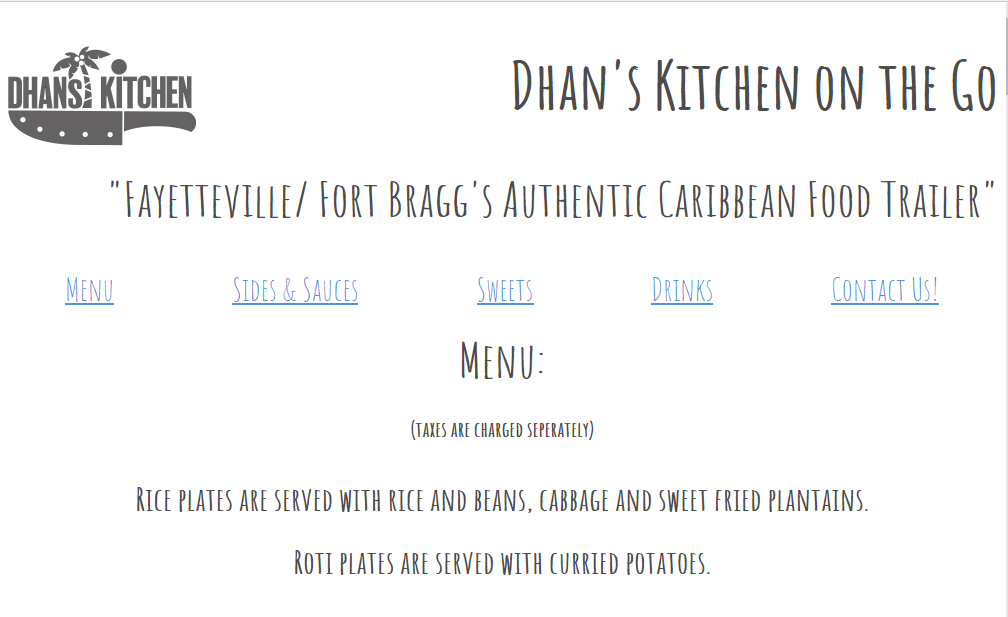 DHANS KITCHEN
Dhan's Kitchen on the Go
"Fayetteville/ Fort Bragg's Authentic Caribbean Food Trailer"
Menu
Sides & Sauces
Sweets
Drinks
Contact Us!
Menu:
(taxes are charged seperately)
Rice plates are served with rice and beans, cabbage and sweet fried plantains.
Roti plates are served with curried potatoes.